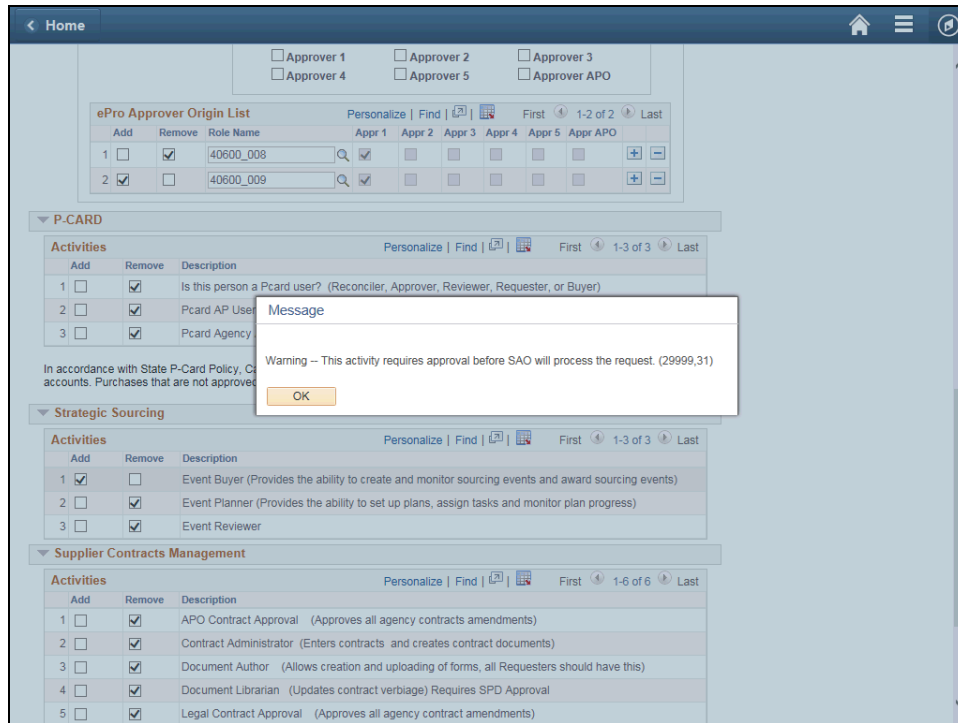 Home
Approver 1 Approver 2 Approver 3
Approver 4 Approver 5 Approver APO
ePro Approver Origin List Personalize | Find | First 1-2 of 2 Last
Add Remove Role Name Appr 1 Appr 2 Appr 3 Appr 4 Appr 5 Appr APO
1 40600_008
2 40600_009
P-CARD
Activities Personalize | Find | First 1-3 of 3 Last
Add Remove Description
1 Is this person a Pcard user? (Reconciler, Approver, Reviewer, Requester, or Buyer)
2 Pcard AP User
3 Pcard Agency
Message
Warning -- This activity requires approval before SAO will process the request. (29999,31)
OK
In accordance with State P-Card Policy,
accounts. Purchases that are not approved
Strategic Sourcing
Activities Personalize | Find | First 1-3 of 3 Last
Add Remove Description
1 Event Buyer (Provides the ability to create and monitor sourcing events and award sourcing events)
2 Event Planner (Provides the ability to set up plans, assign tasks and monitor plan progress)
3 Event Reviewer
Supplier Contracts Management
Activities Personalize | Find | First 1-6 of 6 Last
Add Remove Description
1 APO Contract Approval (Approves all agency contracts amendments)
2 Contract Administrator (Enters contracts and creates contract documents)
3 Document Author (Allows creation and uploading of forms, all Requesters should have this)
4 Document Librarian (Updates contract verbiage) Requires SPD Approval
5 Legal Contract Approval (Approves all agency contract amendments)